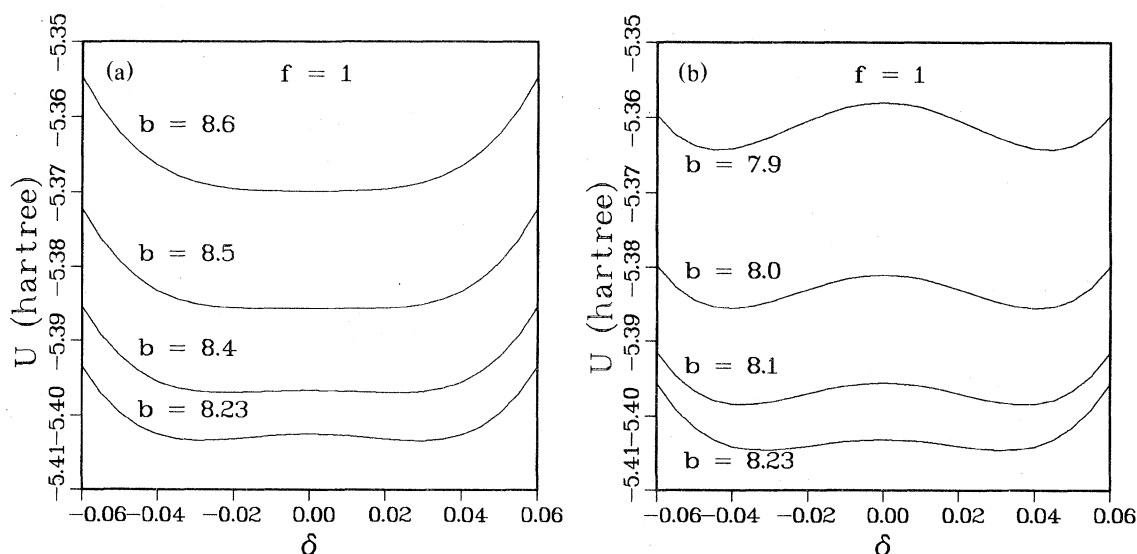 (a)
f = 1
b = 8.6
b = 8.5
b = 8.4
b = 8.23
−5.35
−5.36
−5.37
−5.38
−5.39
−5.40
−5.41
U (hartree)
−0.06
−0.04
−0.02
0.00
0.02
0.04
0.06
δ
(b)
f = 1
b = 7.9
b = 8.0
b = 8.1
b = 8.23
−5.35
−5.36
−5.37
−5.38
−5.39
−5.40
−5.41
U (hartree)
−0.06
−0.04
−0.02
0.00
0.02
0.04
0.06
δ